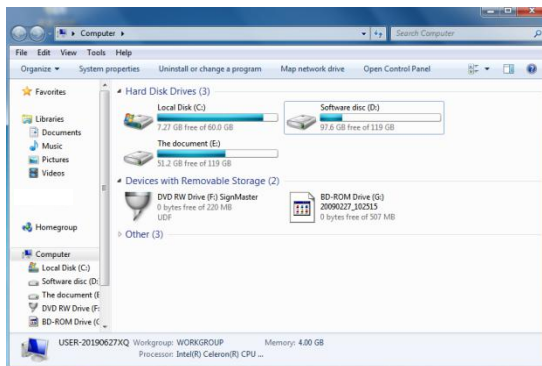 Computer
Search Computer
File Edit View Tools Help
Organize System properties Uninstall or change a program Map network drive Open Control Panel
Favorites
Libraries
Documents
Music
Pictures
Videos
Homegroup
Computer
Local Disk (C:)
Software disc (D:
The document (E
DVD RW Drive (F:
BD-ROM Drive (G
Hard Disk Drives (3)
Local Disk (C:)
7.27 GB free of 60.0 GB
Software disc (D:)
97.6 GB free of 119 GB
The document (E:)
51.2 GB free of 119 GB
Devices with Removable Storage (2)
DVD RW Drive (F:) SignMaster
0 bytes free of 220 MB
UDF
BD-ROM Drive (G:)
20090227_102515
0 bytes free of 507 MB
Other (3)
USER-20190627XQ Workgroup: WORKGROUP Memory: 4.00 GB
Processor: Intel(R) Celeron(R) CPU ...